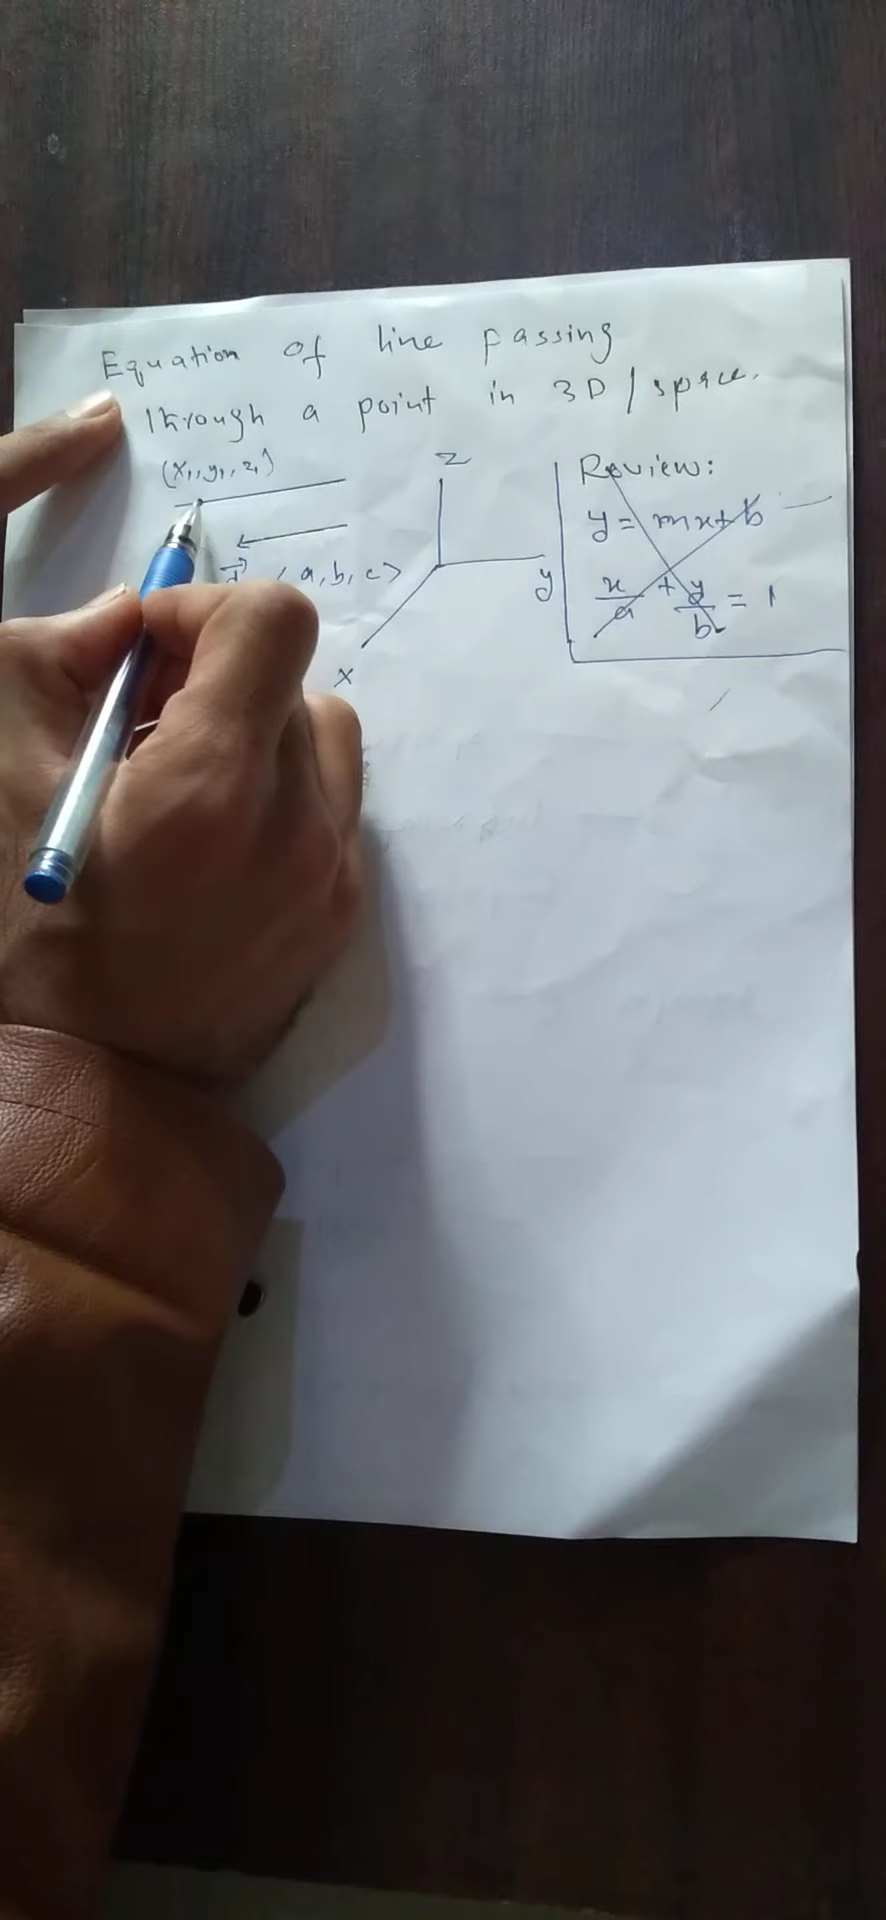 Equation of line passing
through a point in 3D / space.
(x₁, y₁, z₁)
⟨a, b, c⟩
z
y
x
Review:
y = mx + b
x/a + y/b = 1